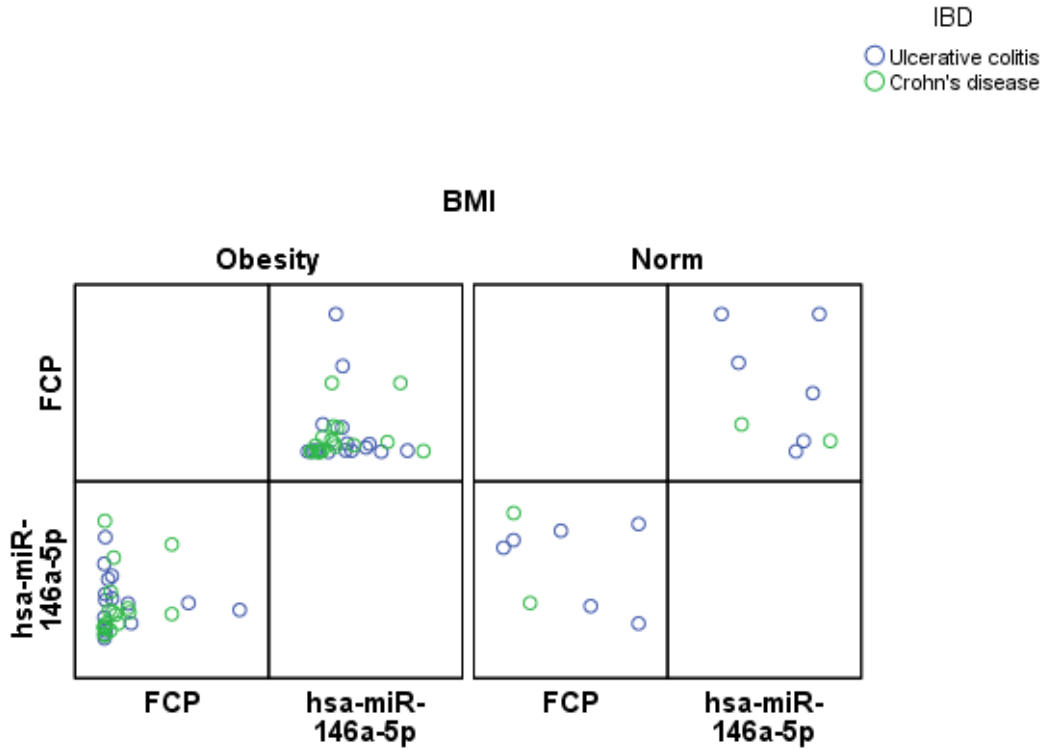 IBD
Ulcerative colitis
Crohn's disease
BMI
Obesity
Norm
FCP
hsa-miR-
146a-5p
FCP
hsa-miR-
146a-5p
FCP
hsa-miR-
146a-5p